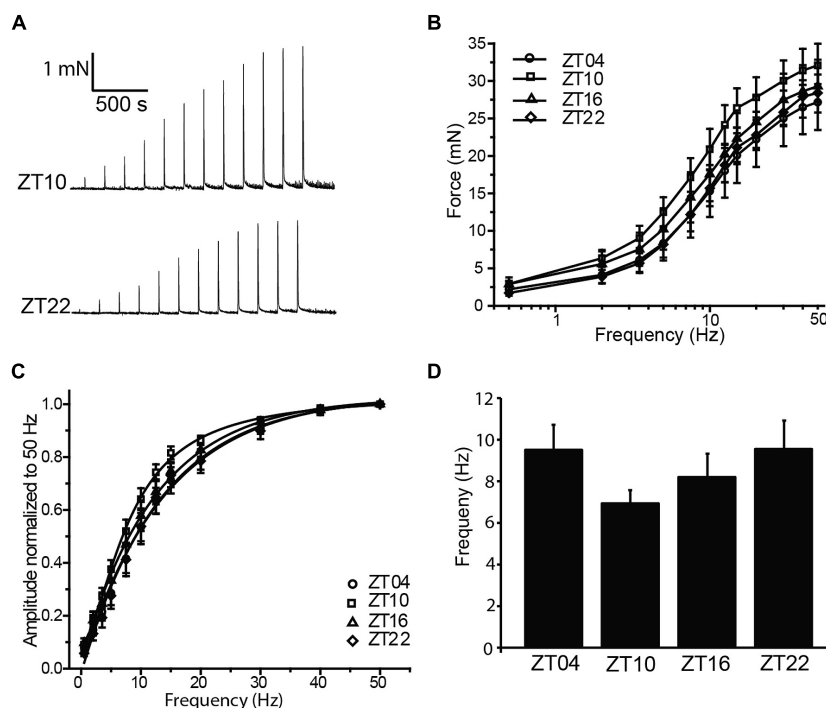 A
1 mN
500 s
ZT10
ZT22
B
Force (mN)
35
30
25
20
15
10
5
0
1
10
50
Frequency (Hz)
ZT04
ZT10
ZT16
ZT22
C
Amplitude normalized to 50 Hz
1.0
0.8
0.6
0.4
0.2
0.0
0
10
20
30
40
50
Frequency (Hz)
ZT04
ZT10
ZT16
ZT22
D
Frequeny (Hz)
12
10
8
6
4
2
0
ZT04
ZT10
ZT16
ZT22